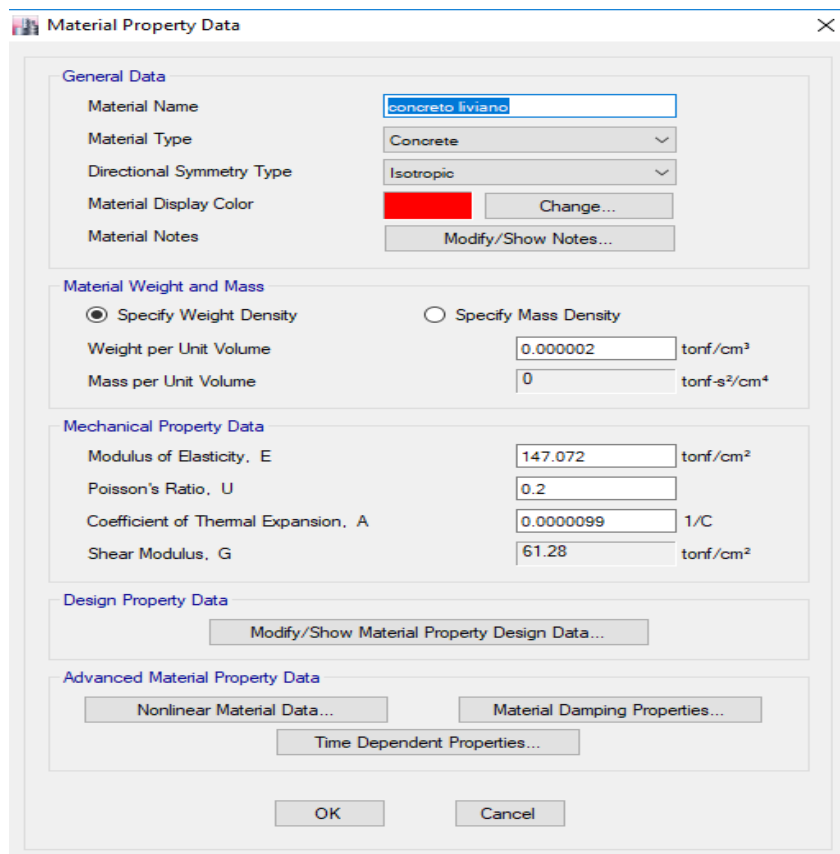 Material Property Data
General Data
Material Name concreto liviano
Material Type Concrete
Directional Symmetry Type Isotropic
Material Display Color Change...
Material Notes Modify/Show Notes...
Material Weight and Mass
Specify Weight Density Specify Mass Density
Weight per Unit Volume 0.000002 tonf/cm³
Mass per Unit Volume 0 tonf-s²/cm⁴
Mechanical Property Data
Modulus of Elasticity, E 147.072 tonf/cm²
Poisson's Ratio, U 0.2
Coefficient of Thermal Expansion, A 0.0000099 1/C
Shear Modulus, G 61.28 tonf/cm²
Design Property Data
Modify/Show Material Property Design Data...
Advanced Material Property Data
Nonlinear Material Data... Material Damping Properties...
Time Dependent Properties...
OK Cancel